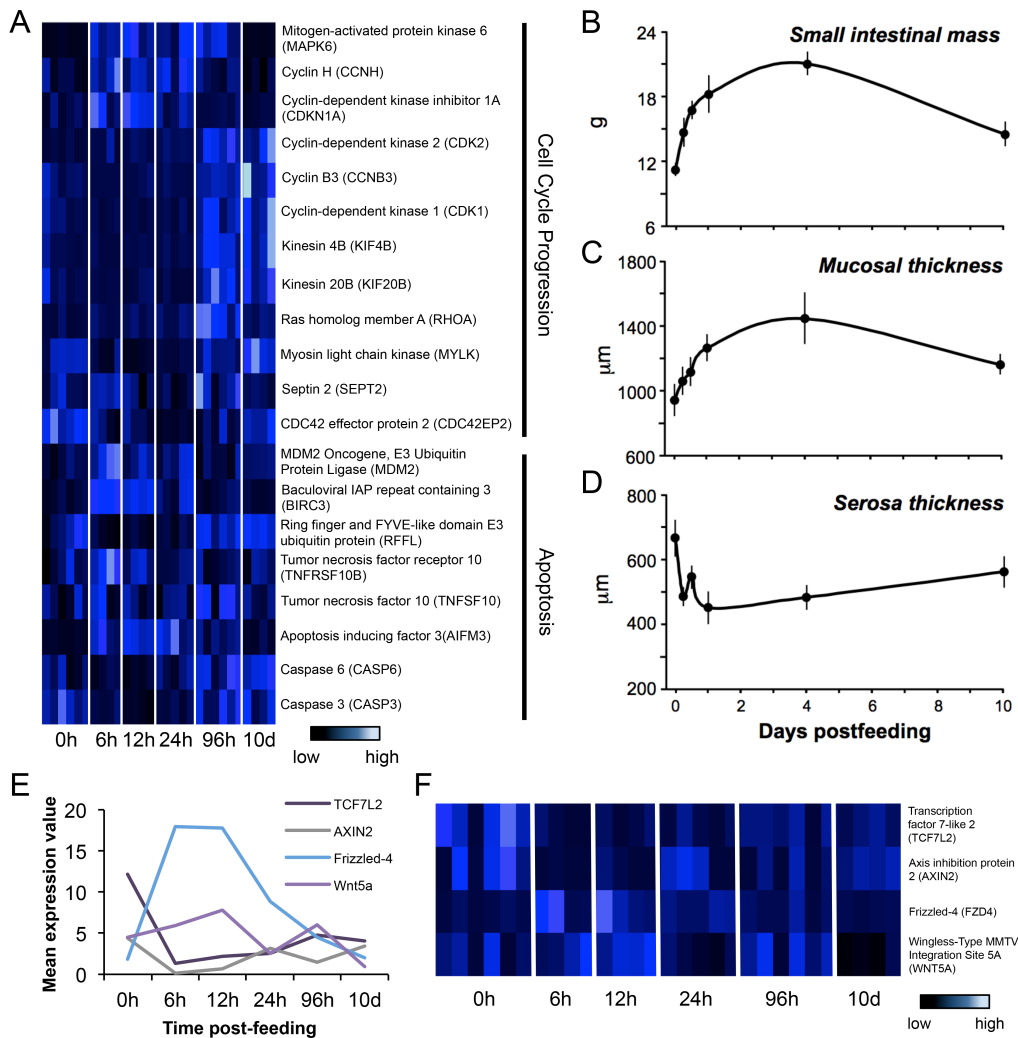 A
Mitogen-activated protein kinase 6
(MAPK6)
Cyclin H (CCNH)
Cyclin-dependent kinase inhibitor 1A
(CDKN1A)
Cyclin-dependent kinase 2 (CDK2)
Cyclin B3 (CCNB3)
Cyclin-dependent kinase 1 (CDK1)
Kinesin 4B (KIF4B)
Kinesin 20B (KIF20B)
Ras homolog member A (RHOA)
Myosin light chain kinase (MYLK)
Septin 2 (SEPT2)
CDC42 effector protein 2 (CDC42EP2)
MDM2 Oncogene, E3 Ubiquitin
Protein Ligase (MDM2)
Baculoviral IAP repeat containing 3
(BIRC3)
Ring finger and FYVE-like domain E3
ubiquitin protein (RFFL)
Tumor necrosis factor receptor 10
(TNFRSF10B)
Tumor necrosis factor 10 (TNFSF10)
Apoptosis inducing factor 3(AIFM3)
Caspase 6 (CASP6)
Caspase 3 (CASP3)
Cell Cycle Progression
Apoptosis
0h 6h 12h 24h 96h 10d
low high
B
Small intestinal mass
g
24
18
12
6
C
Mucosal thickness
µm
1800
1400
1000
600
D
Serosa thickness
µm
800
600
400
200
0 2 4 6 8 10
Days postfeeding
E
Mean expression value
20
15
10
5
0
TCF7L2
AXIN2
Frizzled-4
Wnt5a
0h 6h 12h 24h 96h 10d
Time post-feeding
F
Transcription
factor 7-like 2
(TCF7L2)
Axis inhibition protein
2 (AXIN2)
Frizzled-4 (FZD4)
Wingless-Type MMTV
Integration Site 5A
(WNT5A)
0h 6h 12h 24h 96h 10d
low high